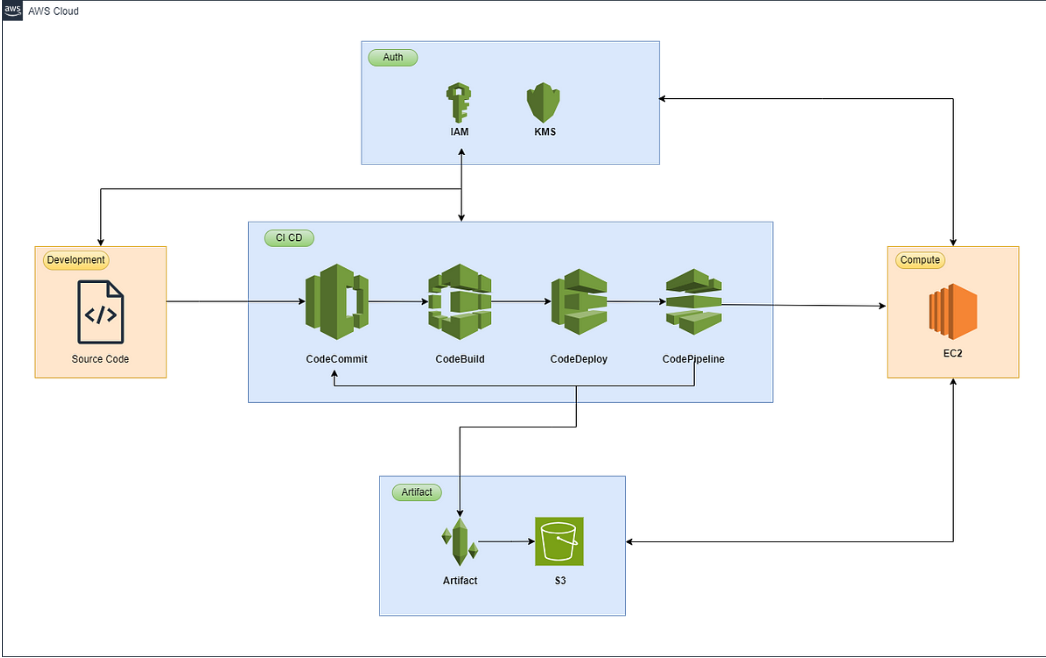 aws
AWS Cloud
Auth
IAM
KMS
Development
</>
Source Code
CI CD
CodeCommit
CodeBuild
CodeDeploy
CodePipeline
Compute
EC2
Artifact
Artifact
S3